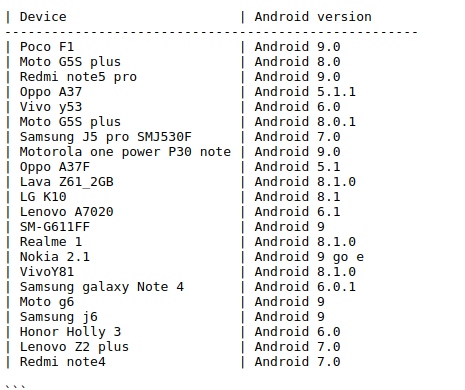 | Device                      | Android version
-----------------------------------------------------
| Poco F1                     | Android 9.0
| Moto G5S plus               | Android 8.0
| Redmi note5 pro             | Android 9.0
| Oppo A37                    | Android 5.1.1
| Vivo y53                    | Android 6.0
| Moto G5S plus               | Android 8.0.1
| Samsung J5 pro SMJ530F      | Android 7.0
| Motorola one power P30 note | Android 9.0
| Oppo A37F                   | Android 5.1
| Lava Z61_2GB                | Android 8.1.0
| LG K10                      | Android 8.1
| Lenovo A7020                | Android 6.1
| SM-G611FF                   | Android 9
| Realme 1                    | Android 8.1.0
| Nokia 2.1                   | Android 9 go e
| VivoY81                     | Android 8.1.0
| Samsung galaxy Note 4       | Android 6.0.1
| Moto g6                     | Android 9
| Samsung j6                  | Android 9
| Honor Holly 3               | Android 6.0
| Lenovo Z2 plus              | Android 7.0
| Redmi note4                 | Android 7.0
```